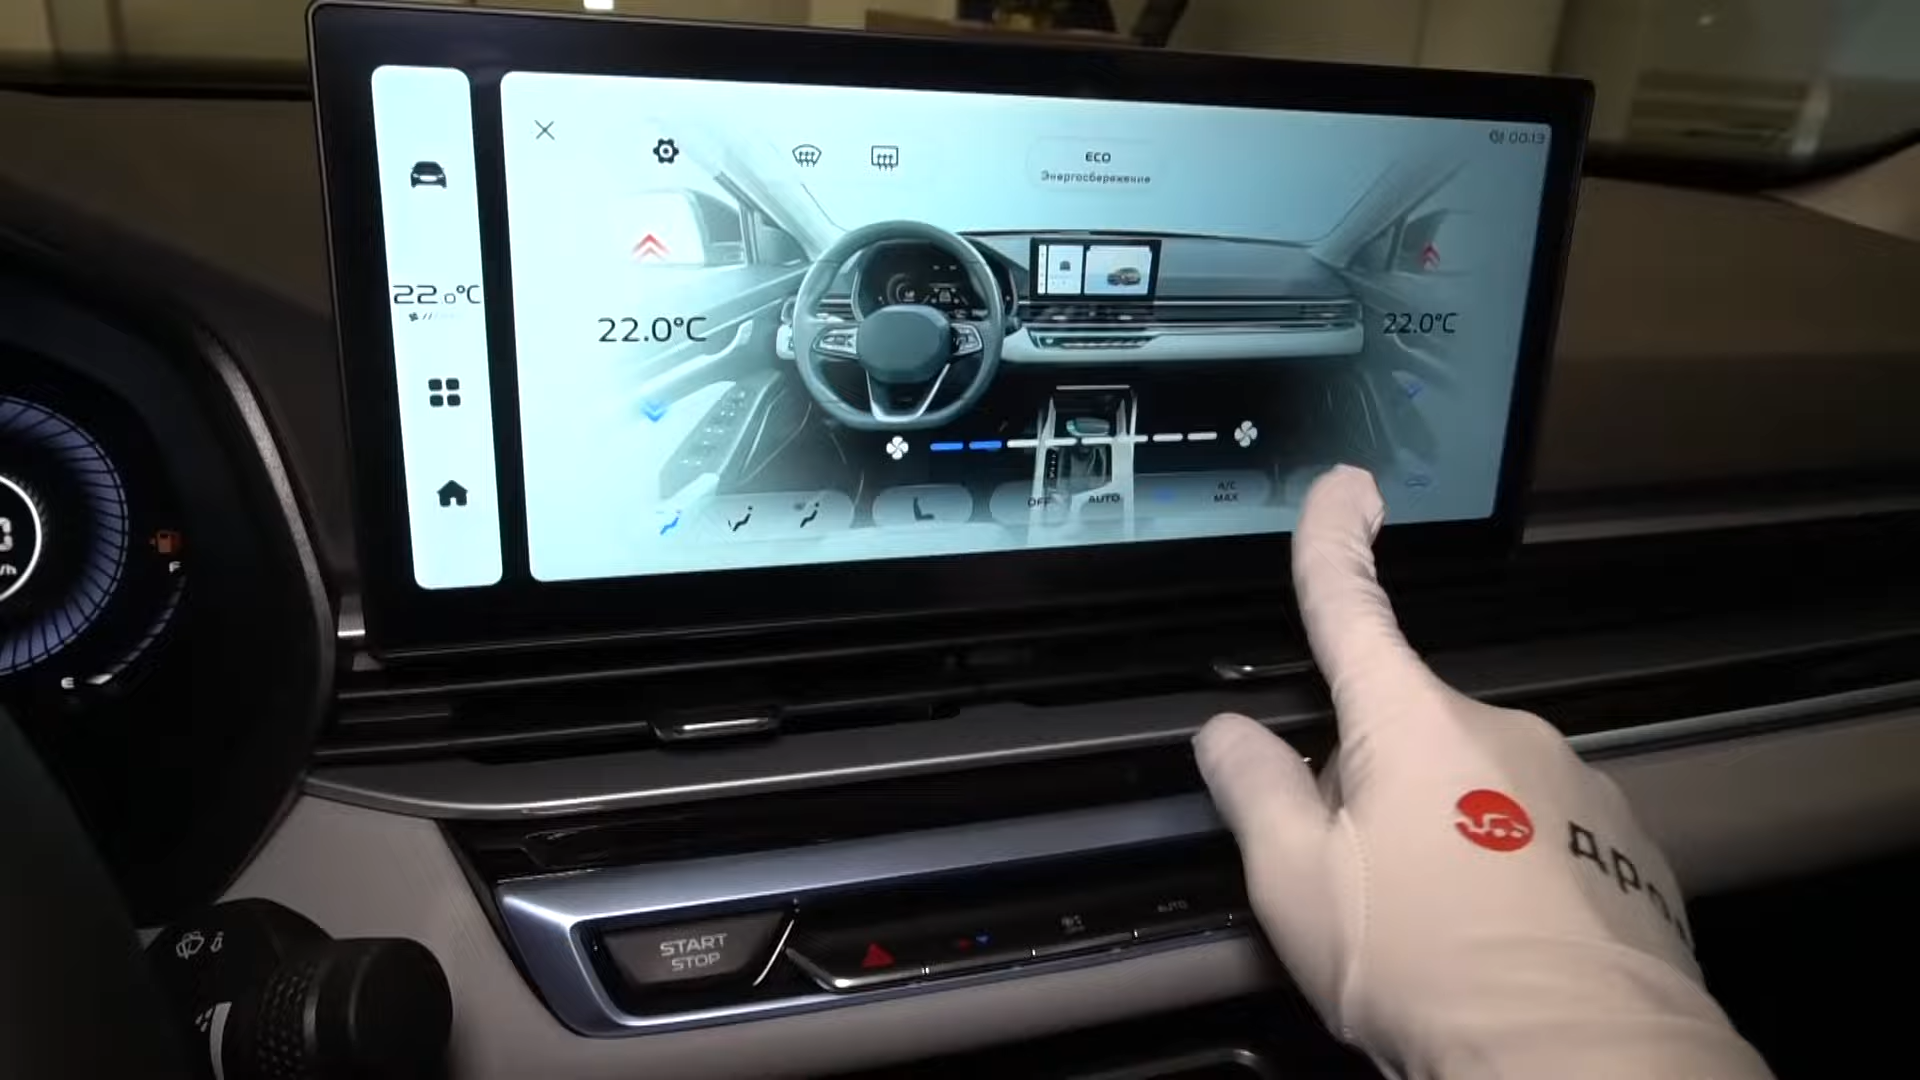 00:13
ECO
Энергосбережение
22.0°C
22.0°C
22.0°C
OFF
AUTO
A/C
MAX
F
E
START
STOP
AUTO